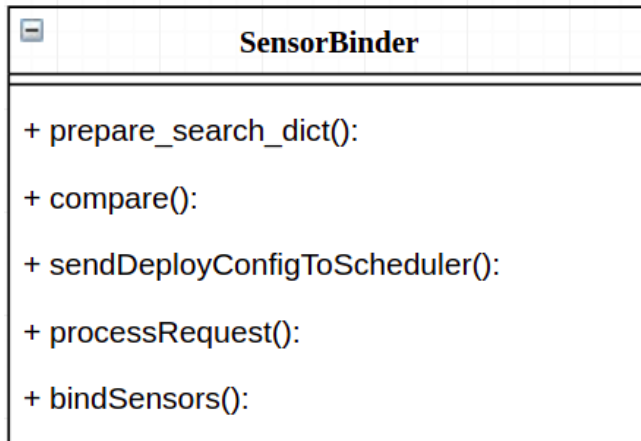 SensorBinder
+ prepare_search_dict():
+ compare():
+ sendDeployConfigToScheduler():
+ processRequest():
+ bindSensors():